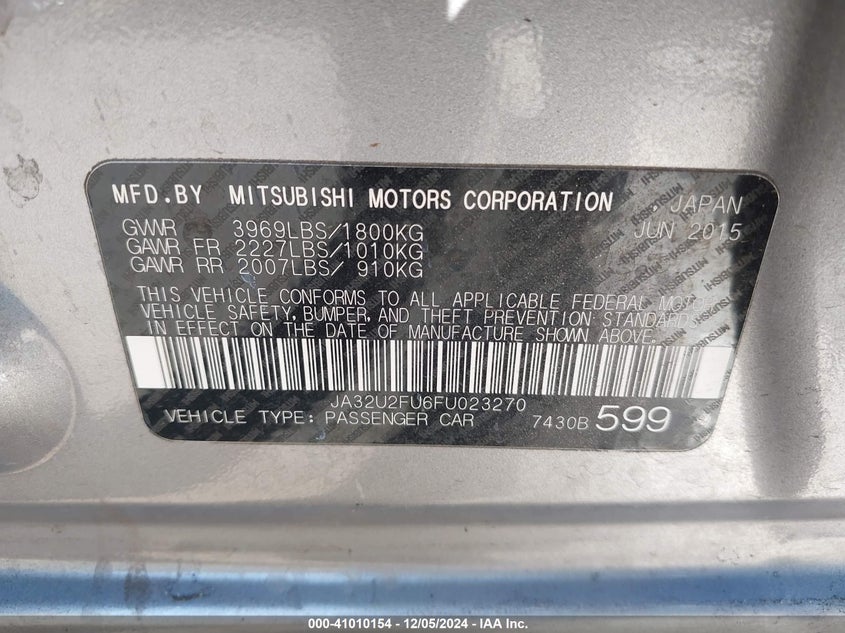 MFD.BY MITSUBISHI MOTORS CORPORATION JAPAN
GVWR 3969LBS/1800KG JUN 2015
GAWR FR 2227LBS/1010KG
GAWR RR 2007LBS/ 910KG
THIS VEHICLE CONFORMS TO ALL APPLICABLE FEDERAL MOTOR
VEHICLE SAFETY, BUMPER, AND THEFT PREVENTION STANDARDS
IN EFFECT ON THE DATE OF MANUFACTURE SHOWN ABOVE.
JA32U2FU6FU023270
VEHICLE TYPE: PASSENGER CAR 7430B 599
000-41010154 - 12/05/2024 - IAA Inc.